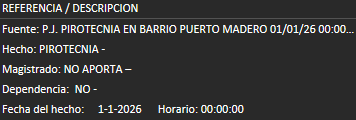 REFERENCIA / DESCRIPCION
Fuente: P.J. PIROTECNIA EN BARRIO PUERTO MADERO 01/01/26 00:00...
Hecho: PIROTECNIA -
Magistrado: NO APORTA –
Dependencia:  NO -
Fecha del hecho:    1-1-2026    Horario: 00:00:00